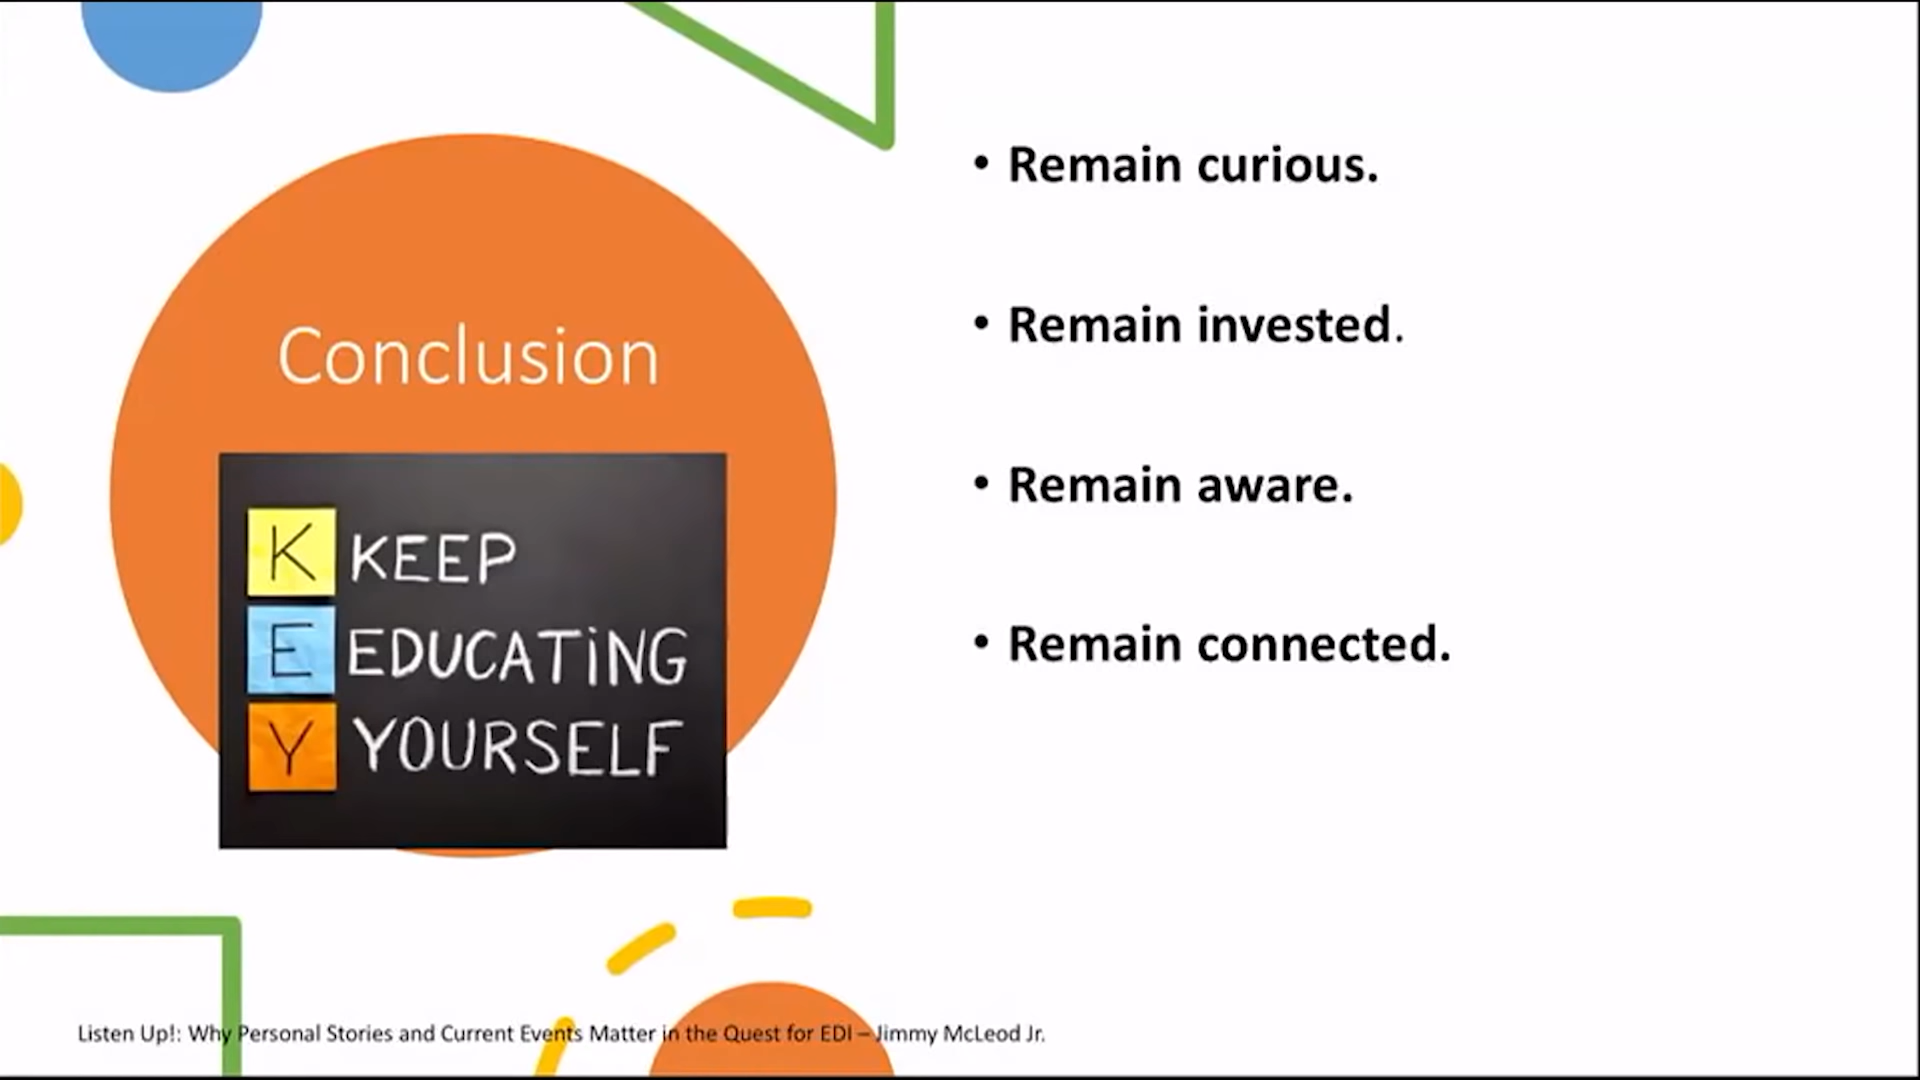 Conclusion
K KEEP
E EDUCATiNG
Y YOURSELF
• Remain curious.
• Remain invested.
• Remain aware.
• Remain connected.
Listen Up!: Why Personal Stories and Current Events Matter in the Quest for EDI – Jimmy McLeod Jr.